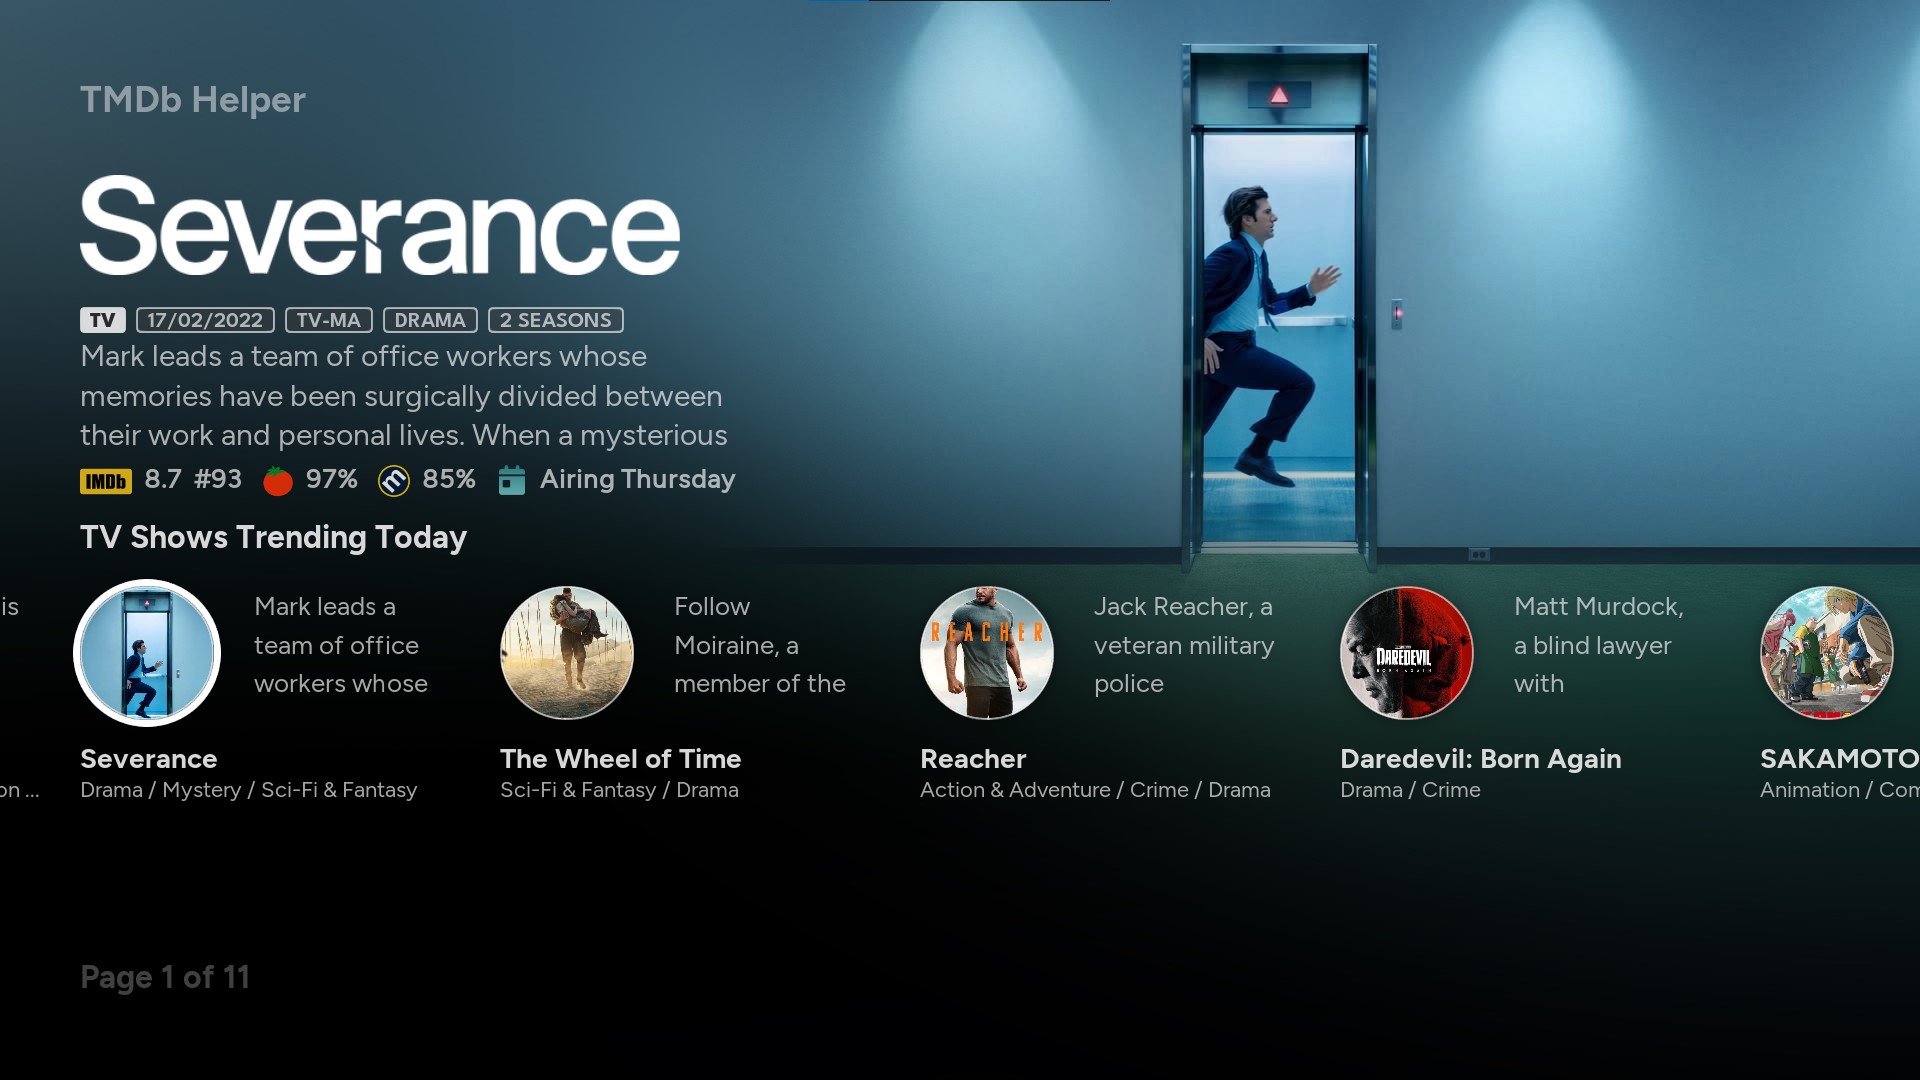 TMDb Helper
Severance
TV 17/02/2022 TV-MA DRAMA 2 SEASONS
Mark leads a team of office workers whose
memories have been surgically divided between
their work and personal lives. When a mysterious
IMDb 8.7 #93 97% m 85% Airing Thursday
TV Shows Trending Today
is
Mark leads a
team of office
workers whose
Follow
Moiraine, a
member of the
REACHER
Jack Reacher, a
veteran military
police
DAREDEVIL
BORN AGAIN
Matt Murdock,
a blind lawyer
with
Severance
The Wheel of Time
Reacher
Daredevil: Born Again
SAKAMOTO
on ...
Drama / Mystery / Sci-Fi & Fantasy
Sci-Fi & Fantasy / Drama
Action & Adventure / Crime / Drama
Drama / Crime
Animation / Com
Page 1 of 11